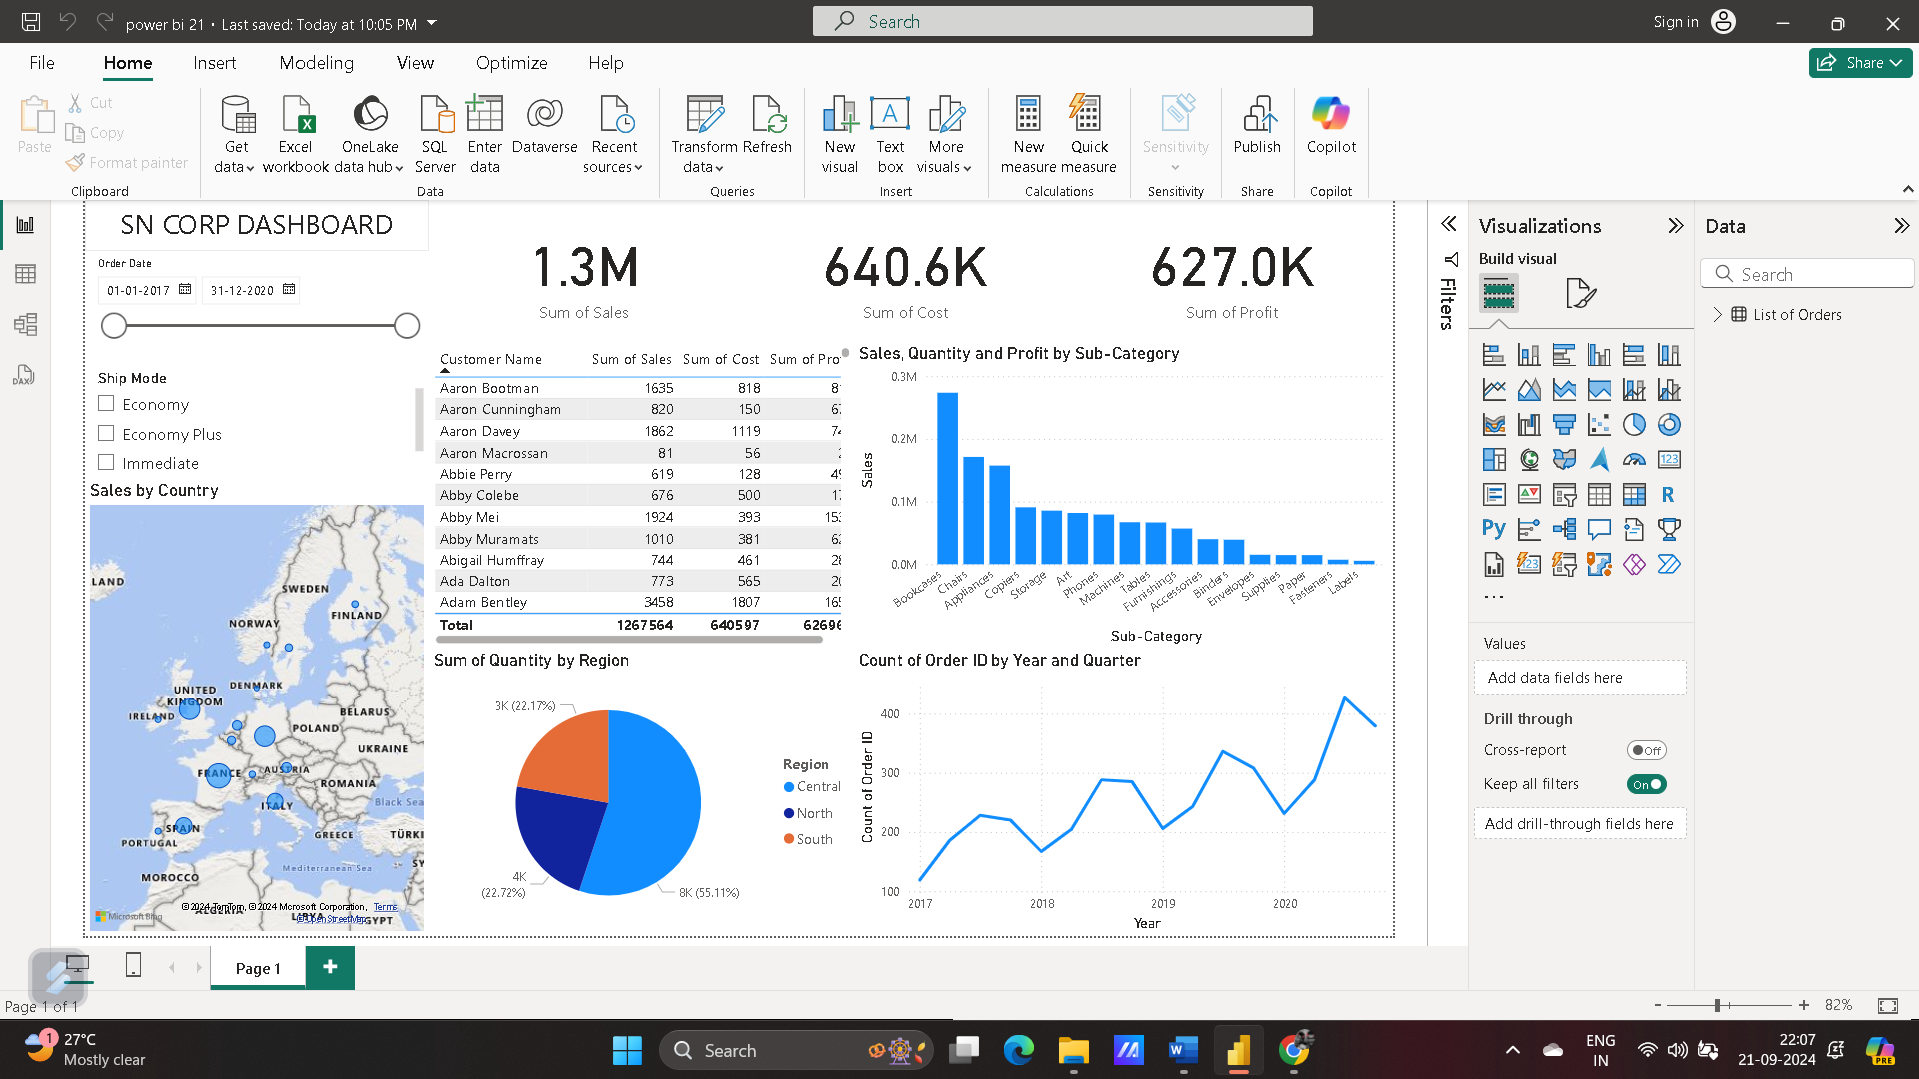 power bi 21 • Last saved: Today at 10:05 PM
Search
Sign in
File
Home
Insert
Modeling
View
Optimize
Help
Share
Paste
Cut
Copy
Format painter
Get data
Excel workbook
OneLake data hub
SQL Server
Enter data
Dataverse
Recent sources
Transform data
Refresh
New visual
Text box
More visuals
New measure
Quick measure
Sensitivity
Publish
Copilot
Clipboard
Data
Queries
Insert
Calculations
Sensitivity
Share
Copilot
SN CORP DASHBOARD
Order Date
01-01-2017
31-12-2020
1.3M
Sum of Sales
640.6K
Sum of Cost
627.0K
Sum of Profit
Ship Mode
Economy
Economy Plus
Immediate
Customer Name Sum of Sales Sum of Cost Sum of Pro
Aaron Bootman 1635 818
Aaron Cunningham 820 150
Aaron Davey 1862 1119
Aaron Macrossan 81 56
Abbie Perry 619 128
Abby Colebe 676 500
Abby Mei 1924 393
Abby Muramats 1010 381
Abigail Humffray 744 461
Ada Dalton 773 565
Adam Bentley 3458 1807
Total 1267564 640597 6269
Sales, Quantity and Profit by Sub-Category
0.3M
0.2M
0.1M
0.0M
Sales
Bookcases
Chairs
Appliances
Copiers
Storage
Art
Phones
Machines
Tables
Furnishings
Accessories
Binders
Envelopes
Supplies
Paper
Fasteners
Labels
Sub-Category
Sales by Country
LAND
SWEDEN
FINLAND
NORWAY
DENMARK
UNITED KINGDOM
IRELAND
BELARUS
POLAND
UKRAINE
FRANCE
AUSTRIA
ROMANIA
ITALY
Black Sea
SPAIN
GREECE
TÜRKI
PORTUGAL
Mediterranean Sea
SY
MOROCCO
ALGERIA
LIBYA
EGYPT
Microsoft Bing
© 2024 TomTom, © 2024 Microsoft Corporation, Terms
© OpenStreetMap
Sum of Quantity by Region
3K (22.17%)
4K
(22.72%)
8K (55.11%)
Region
Central
North
South
Count of Order ID by Year and Quarter
400
300
200
100
Count of Order ID
2017
2018
2019
2020
Year
Filters
Visualizations
Build visual
123
R
Py
123
...
Values
Add data fields here
Drill through
Cross-report
Off
Keep all filters
On
Add drill-through fields here
Data
Search
List of Orders
DAX
Page 1
+
Page 1 of 1
- + 82%
1
27°C
Mostly clear
Search
ENG
IN
22:07
21-09-2024
PRE